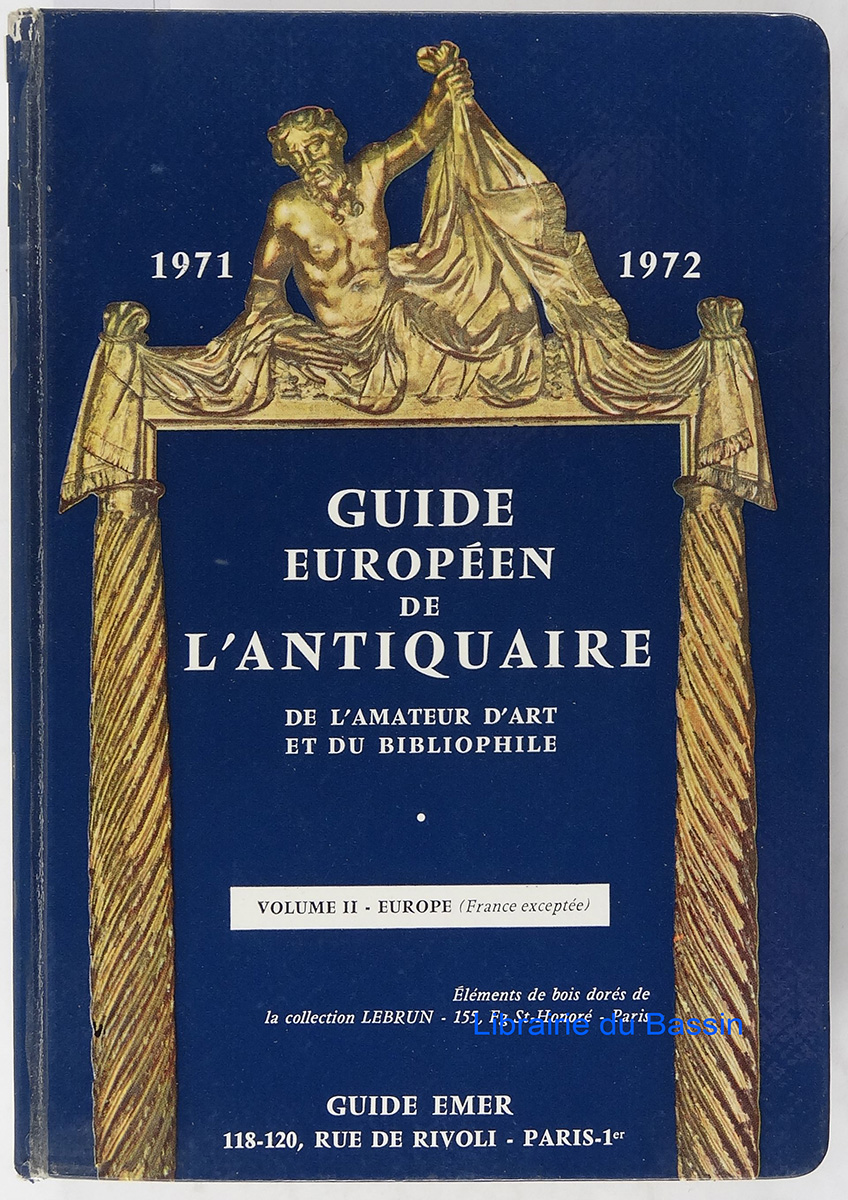 1971
1972
GUIDE
EUROPÉEN
DE
L'ANTIQUAIRE
DE L'AMATEUR D'ART
ET DU BIBLIOPHILE
VOLUME II - EUROPE (France exceptée)
Éléments de bois dorés de
la collection LEBRUN - 155, Fg St-Honoré - Paris
Librairie du Bassin
GUIDE EMER
118-120, RUE DE RIVOLI - PARIS-1er